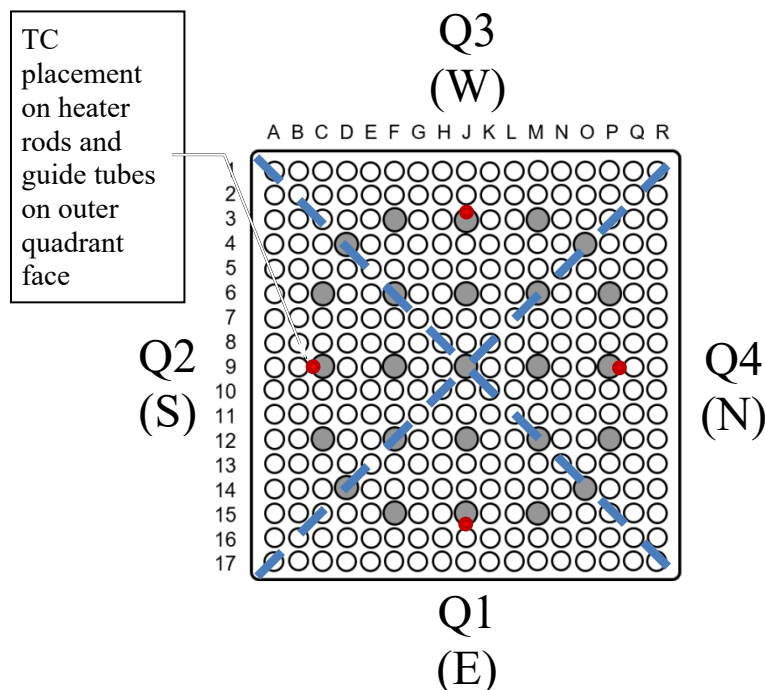 TC
placement
on heater
rods and
guide tubes
on outer
quadrant
face
Q3
(W)
A B C D E F G H J K L M N O P Q R
1
2
3
4
5
6
7
8
9
10
11
12
13
14
15
16
17
Q2
(S)
Q4
(N)
Q1
(E)